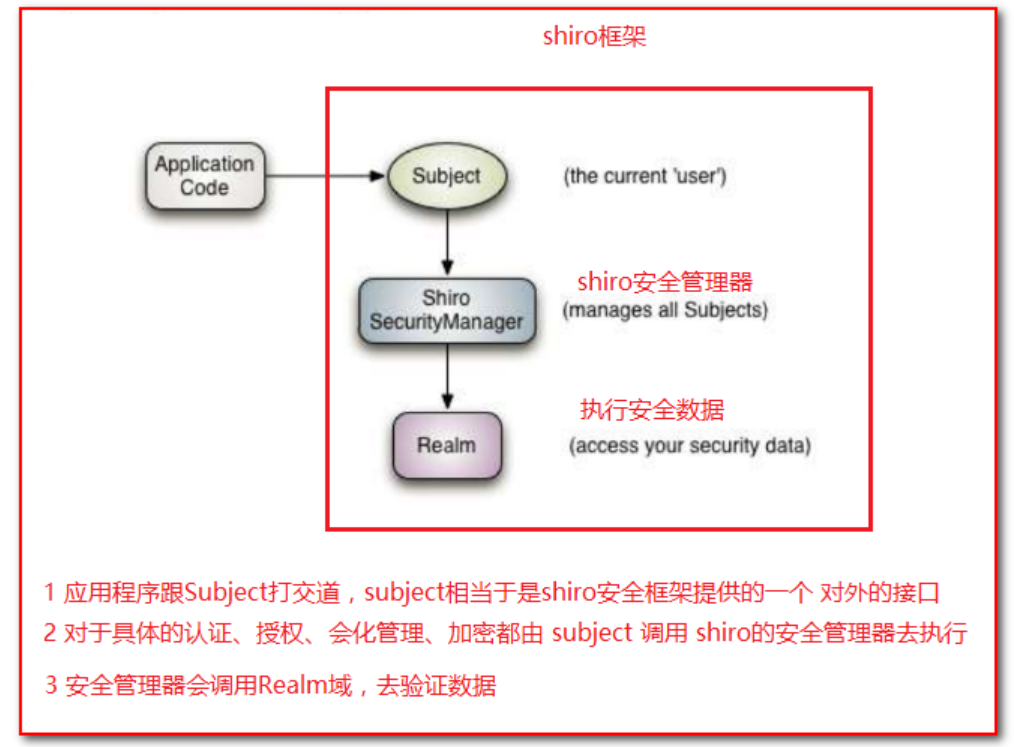 shiro框架
Application
Code
Subject
(the current 'user')
Shiro
SecurityManager
shiro安全管理器
(manages all Subjects)
Realm
执行安全数据
(access your security data)
1 应用程序跟Subject打交道，subject相当于是shiro安全框架提供的一个 对外的接口
2 对于具体的认证、授权、会化管理、加密都由 subject 调用 shiro的安全管理器去执行
3 安全管理器会调用Realm域，去验证数据